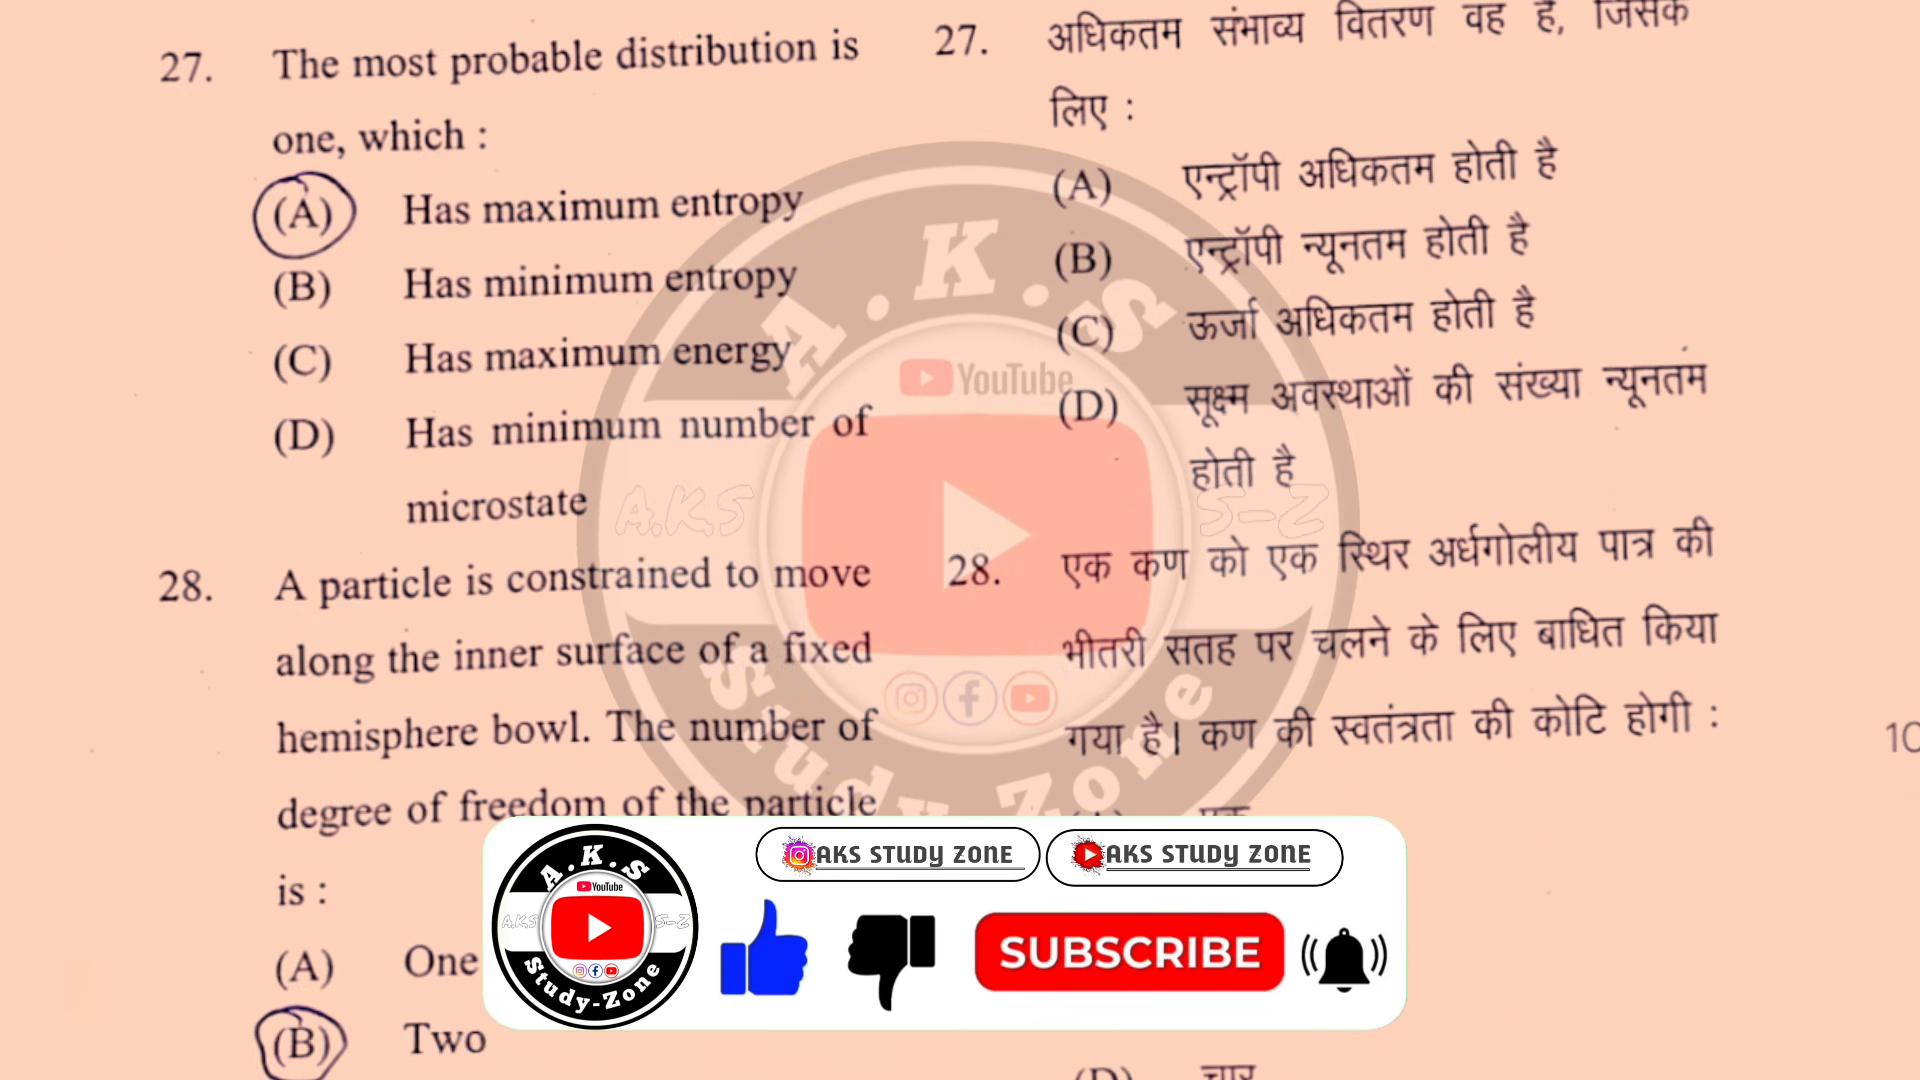 27. The most probable distribution is
one, which :
(A) Has maximum entropy
(B) Has minimum entropy
(C) Has maximum energy
(D) Has minimum number of
microstate
28. A particle is constrained to move
along the inner surface of a fixed
hemisphere bowl. The number of
degree of freedom of the particle
is :
(A) One
(B) Two
27. अधिकतम संभाव्य वितरण वह है, जिसके
लिए :
(A) एन्ट्रॉपी अधिकतम होती है
(B) एन्ट्रॉपी न्यूनतम होती है
(C) ऊर्जा अधिकतम होती है
(D) सूक्ष्म अवस्थाओं की संख्या न्यूनतम
होती है
28. एक कण को एक स्थिर अर्धगोलीय पात्र की
भीतरी सतह पर चलने के लिए बाधित किया
गया है। कण की स्वतंत्रता की कोटि होगी :
(D) चार
10
A.K.S
YouTube
A.K.S S-Z
Study-Zone
A.K.S
YouTube
A.K.S S-Z
Study-Zone
AKS STUDY ZONE
AKS STUDY ZONE
SUBSCRIBE